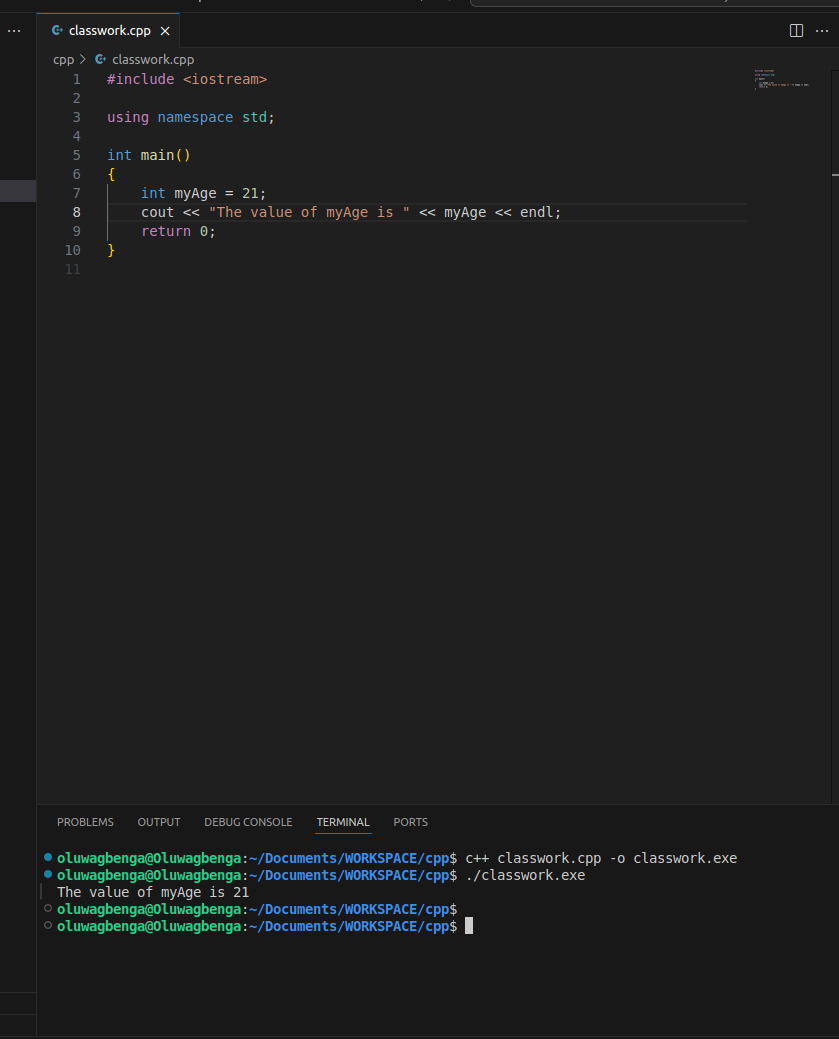 classwork.cpp
cpp > classwork.cpp
1 #include <iostream>
2
3 using namespace std;
4
5 int main()
6 {
7     int myAge = 21;
8     cout << "The value of myAge is " << myAge << endl;
9     return 0;
10 }
11
PROBLEMS OUTPUT DEBUG CONSOLE TERMINAL PORTS
oluwagbenga@Oluwagbenga:~/Documents/WORKSPACE/cpp$ c++ classwork.cpp -o classwork.exe
oluwagbenga@Oluwagbenga:~/Documents/WORKSPACE/cpp$ ./classwork.exe
The value of myAge is 21
oluwagbenga@Oluwagbenga:~/Documents/WORKSPACE/cpp$
oluwagbenga@Oluwagbenga:~/Documents/WORKSPACE/cpp$